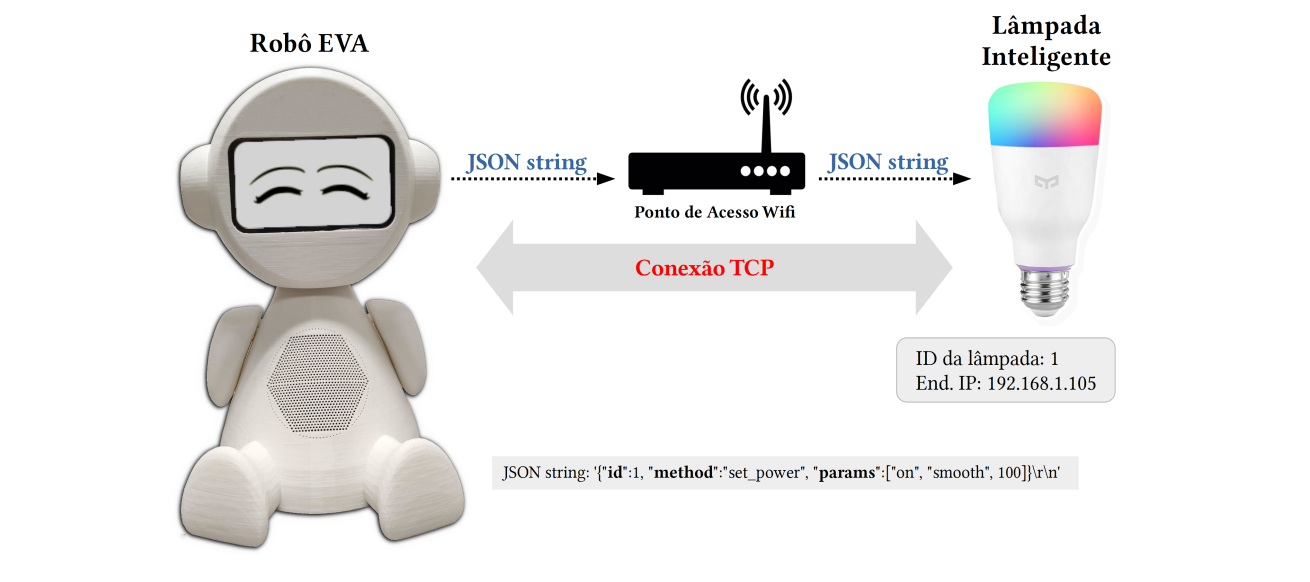 Robô EVA
Lâmpada
Inteligente
JSON string
JSON string
Ponto de Acesso Wifi
Conexão TCP
ID da lâmpada: 1
End. IP: 192.168.1.105
JSON string: '{"id":1, "method":"set_power", "params":["on", "smooth", 100]}\r\n'